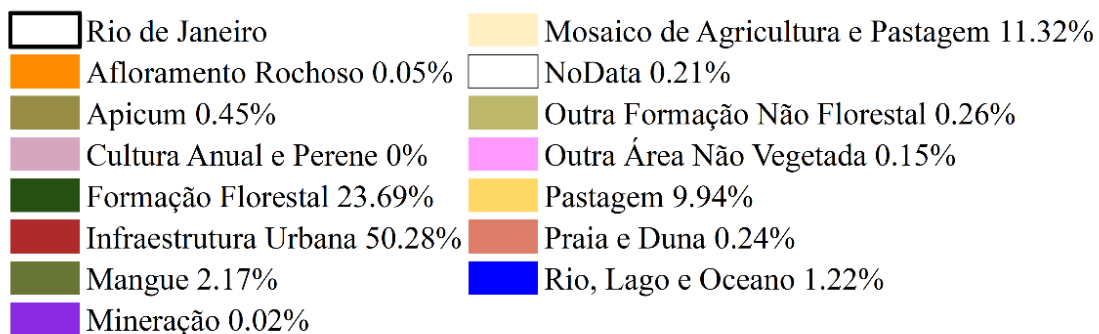 Rio de Janeiro
Afloramento Rochoso 0.05%
Apicum 0.45%
Cultura Anual e Perene 0%
Formação Florestal 23.69%
Infraestrutura Urbana 50.28%
Mangue 2.17%
Mineração 0.02%
Mosaico de Agricultura e Pastagem 11.32%
NoData 0.21%
Outra Formação Não Florestal 0.26%
Outra Área Não Vegetada 0.15%
Pastagem 9.94%
Praia e Duna 0.24%
Rio, Lago e Oceano 1.22%